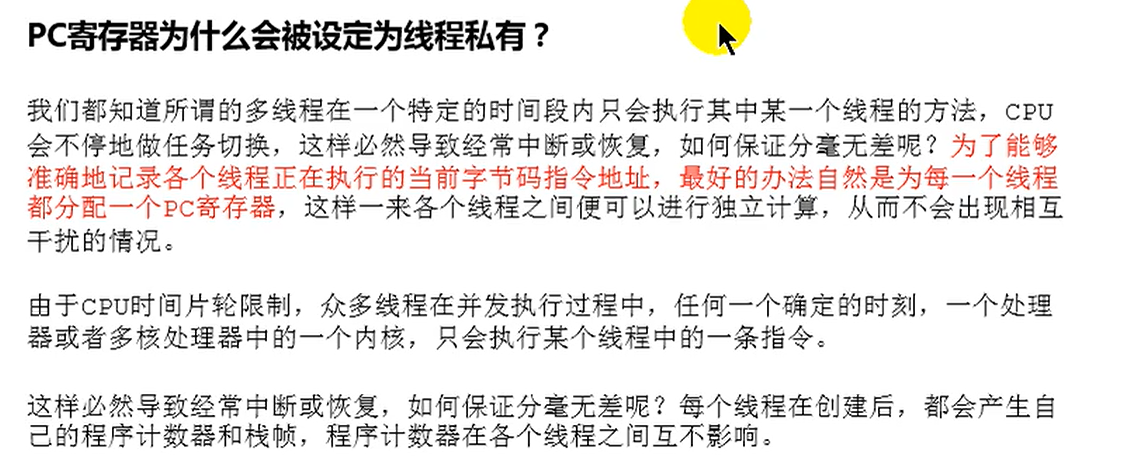 PC寄存器为什么会被设定为线程私有？
我们都知道所谓的多线程在一个特定的时间段内只会执行其中某一个线程的方法，CPU
会不停地做任务切换，这样必然导致经常中断或恢复，如何保证分毫无差呢？为了能够
准确地记录各个线程正在执行的当前字节码指令地址，最好的办法自然是为每一个线程
都分配一个PC寄存器，这样一来各个线程之间便可以进行独立计算，从而不会出现相互
干扰的情况。
由于CPU时间片轮限制，众多线程在并发执行过程中，任何一个确定的时刻，一个处理
器或者多核处理器中的一个内核，只会执行某个线程中的一条指令。
这样必然导致经常中断或恢复，如何保证分毫无差呢？每个线程在创建后，都会产生自
己的程序计数器和栈帧，程序计数器在各个线程之间互不影响。